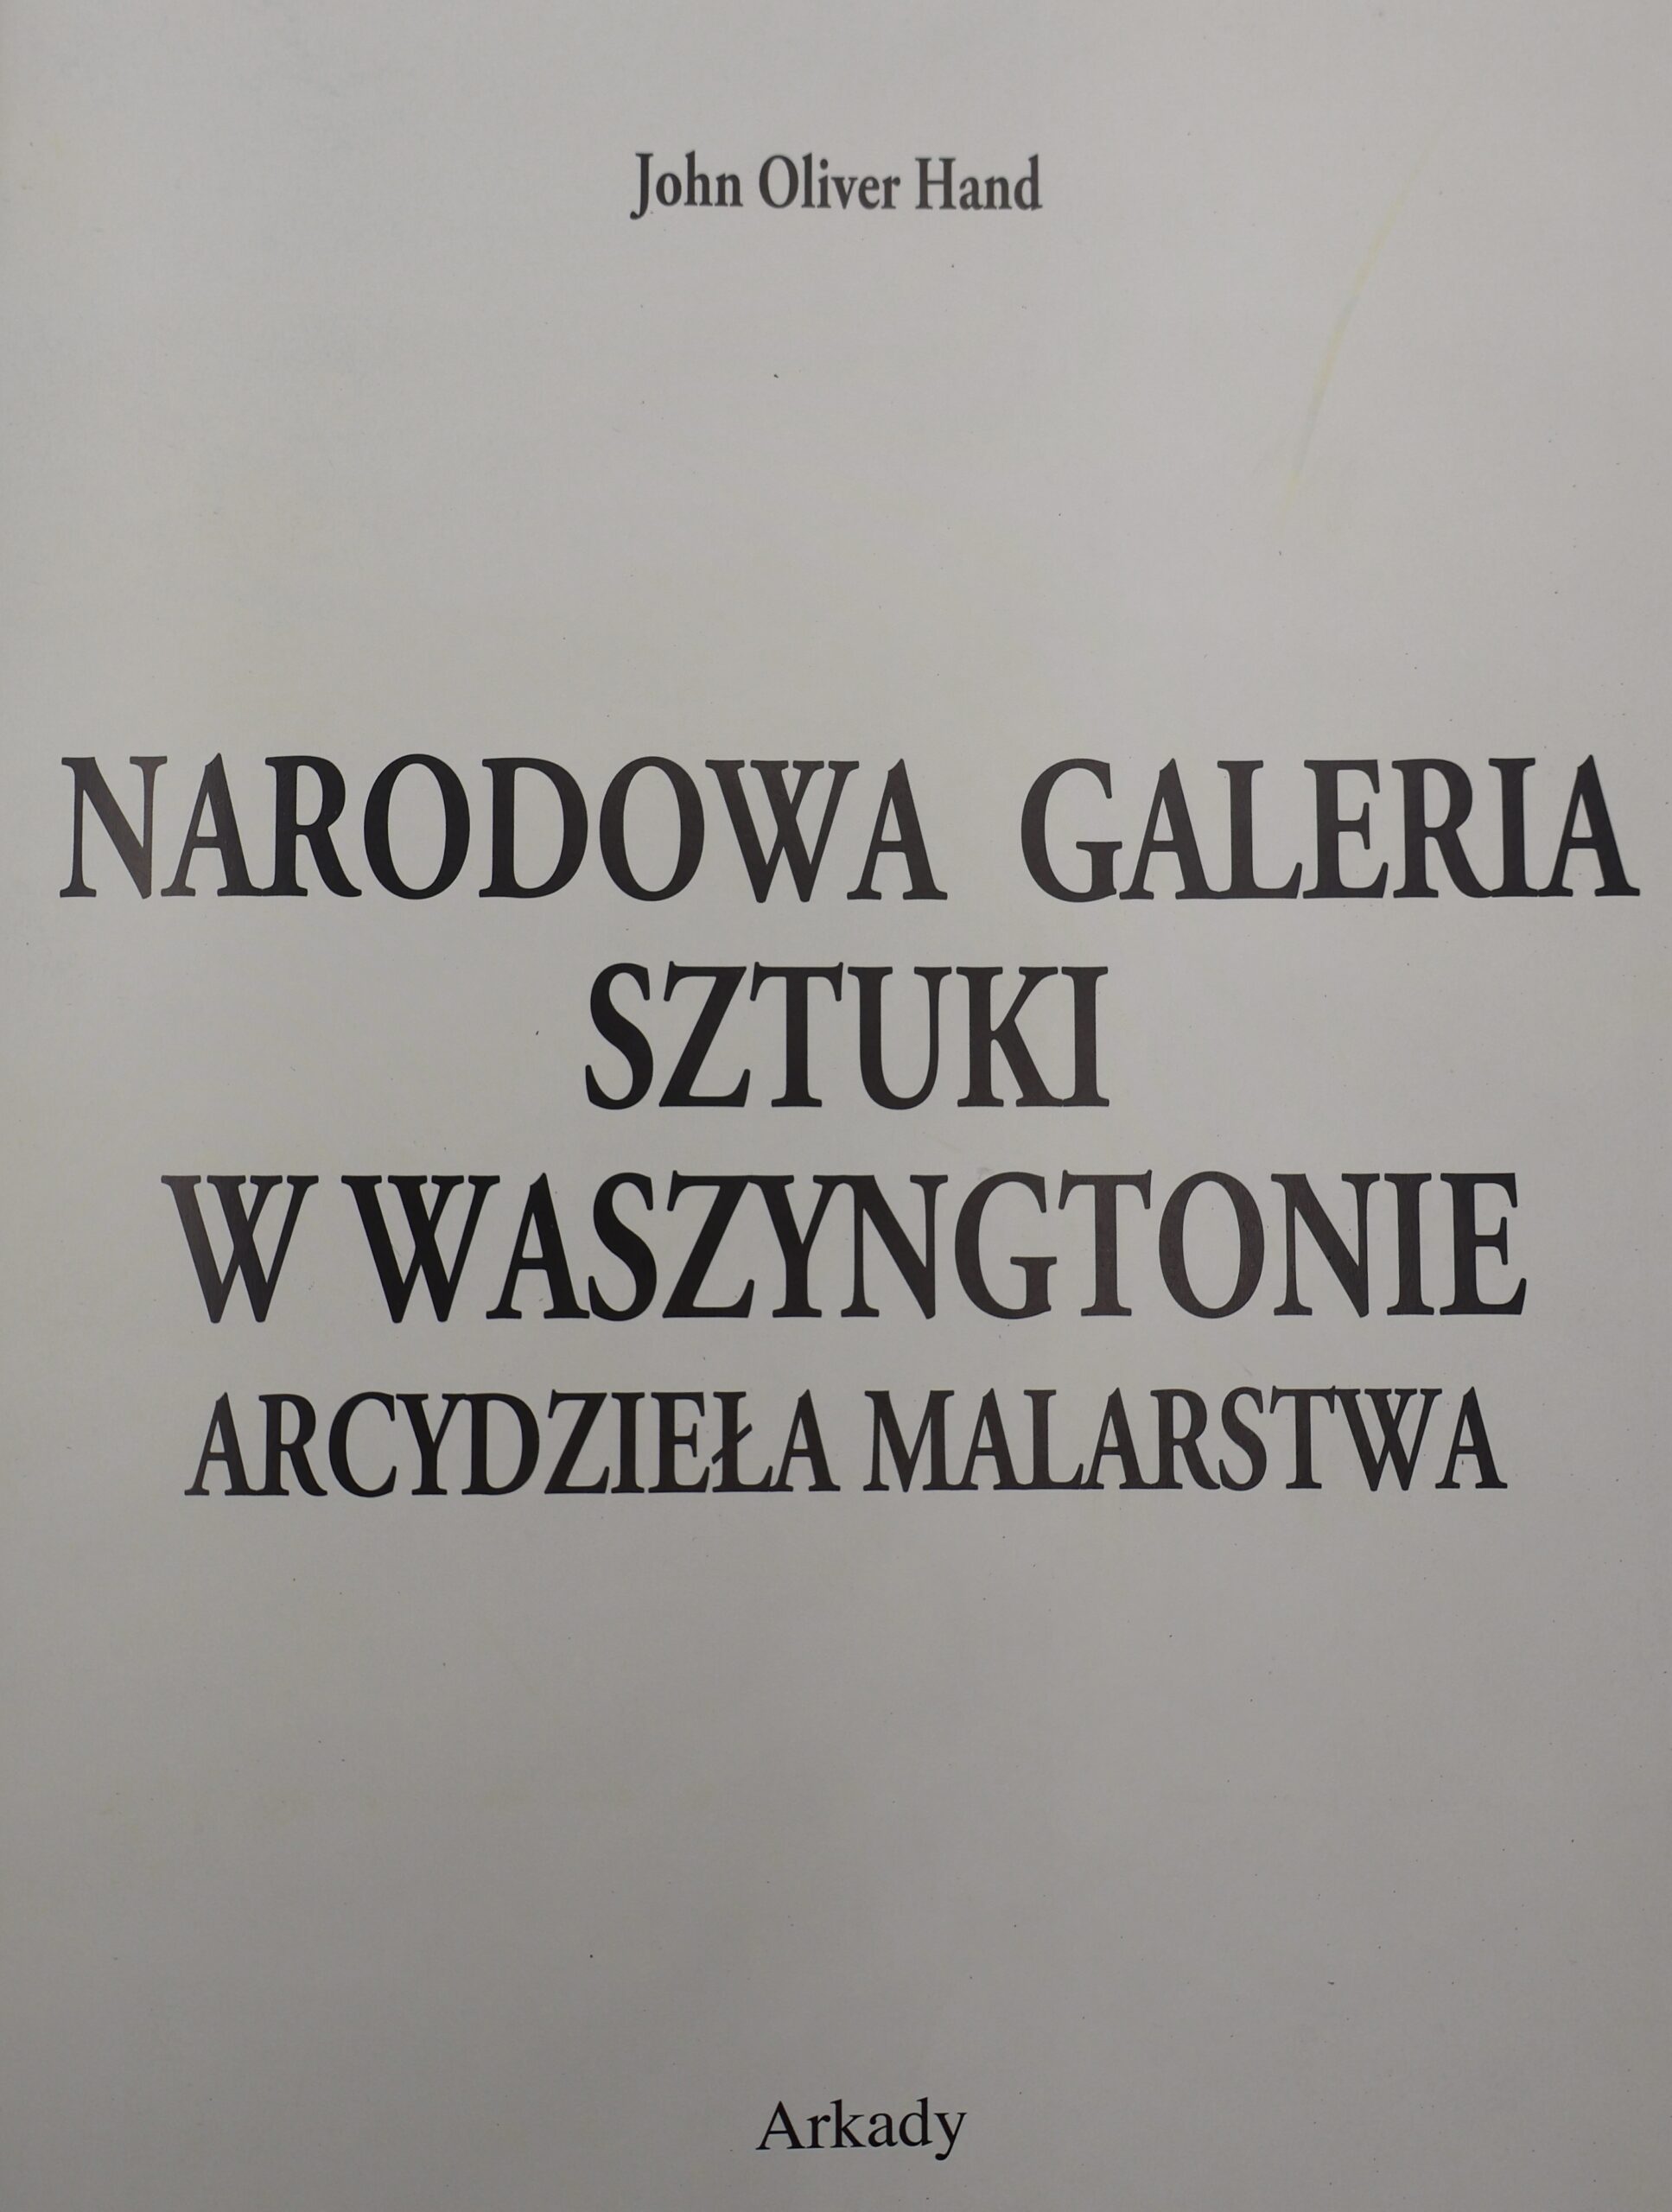 John Oliver Hand
NARODOWA GALERIA
SZTUKI
W WASZYNGTONIE
ARCYDZIEŁA MALARSTWA
Arkady